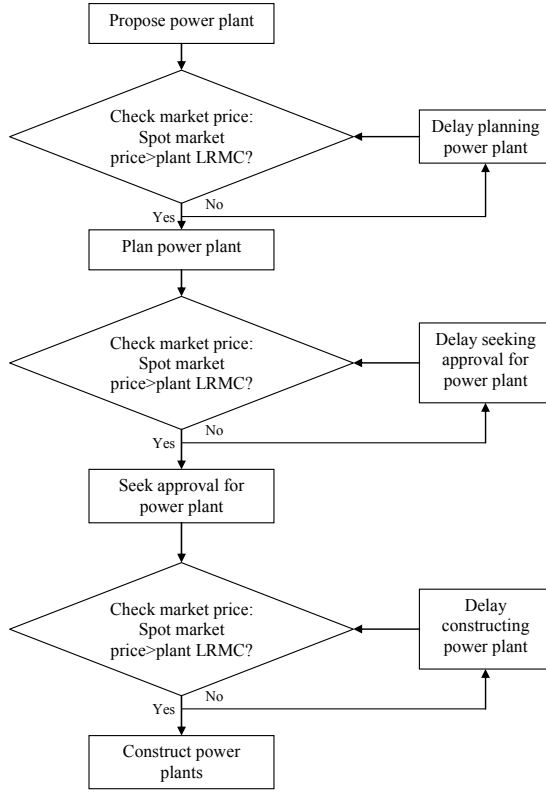 Propose power plant
Check market price:
Spot market
price>plant LRMC?
Delay planning
power plant
No
Yes
Plan power plant
Check market price:
Spot market
price>plant LRMC?
Delay seeking
approval for
power plant
No
Yes
Seek approval for
power plant
Check market price:
Spot market
price>plant LRMC?
Delay
constructing
power plant
No
Yes
Construct power
plants